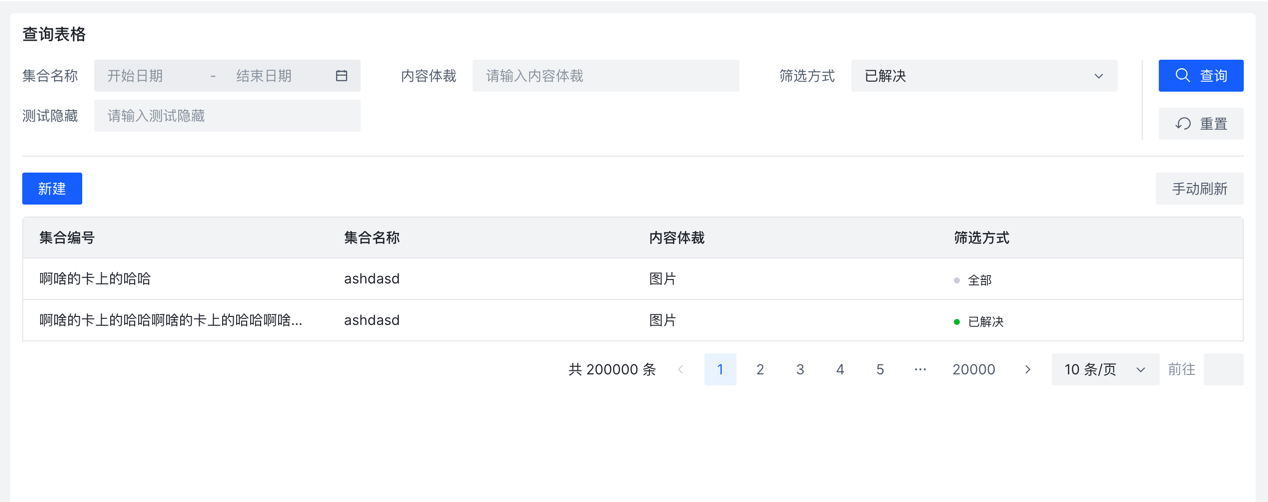 查询表格
集合名称 开始日期 - 结束日期 内容体裁 请输入内容体裁 筛选方式 已解决 查询
测试隐藏 请输入测试隐藏 重置
新建 手动刷新
集合编号 集合名称 内容体裁 筛选方式
啊啥的卡上的哈哈 ashdasd 图片 全部
啊啥的卡上的哈哈啊啥的卡上的哈哈啊啥... ashdasd 图片 已解决
共 200000 条 1 2 3 4 5 ··· 20000 10 条/页 前往